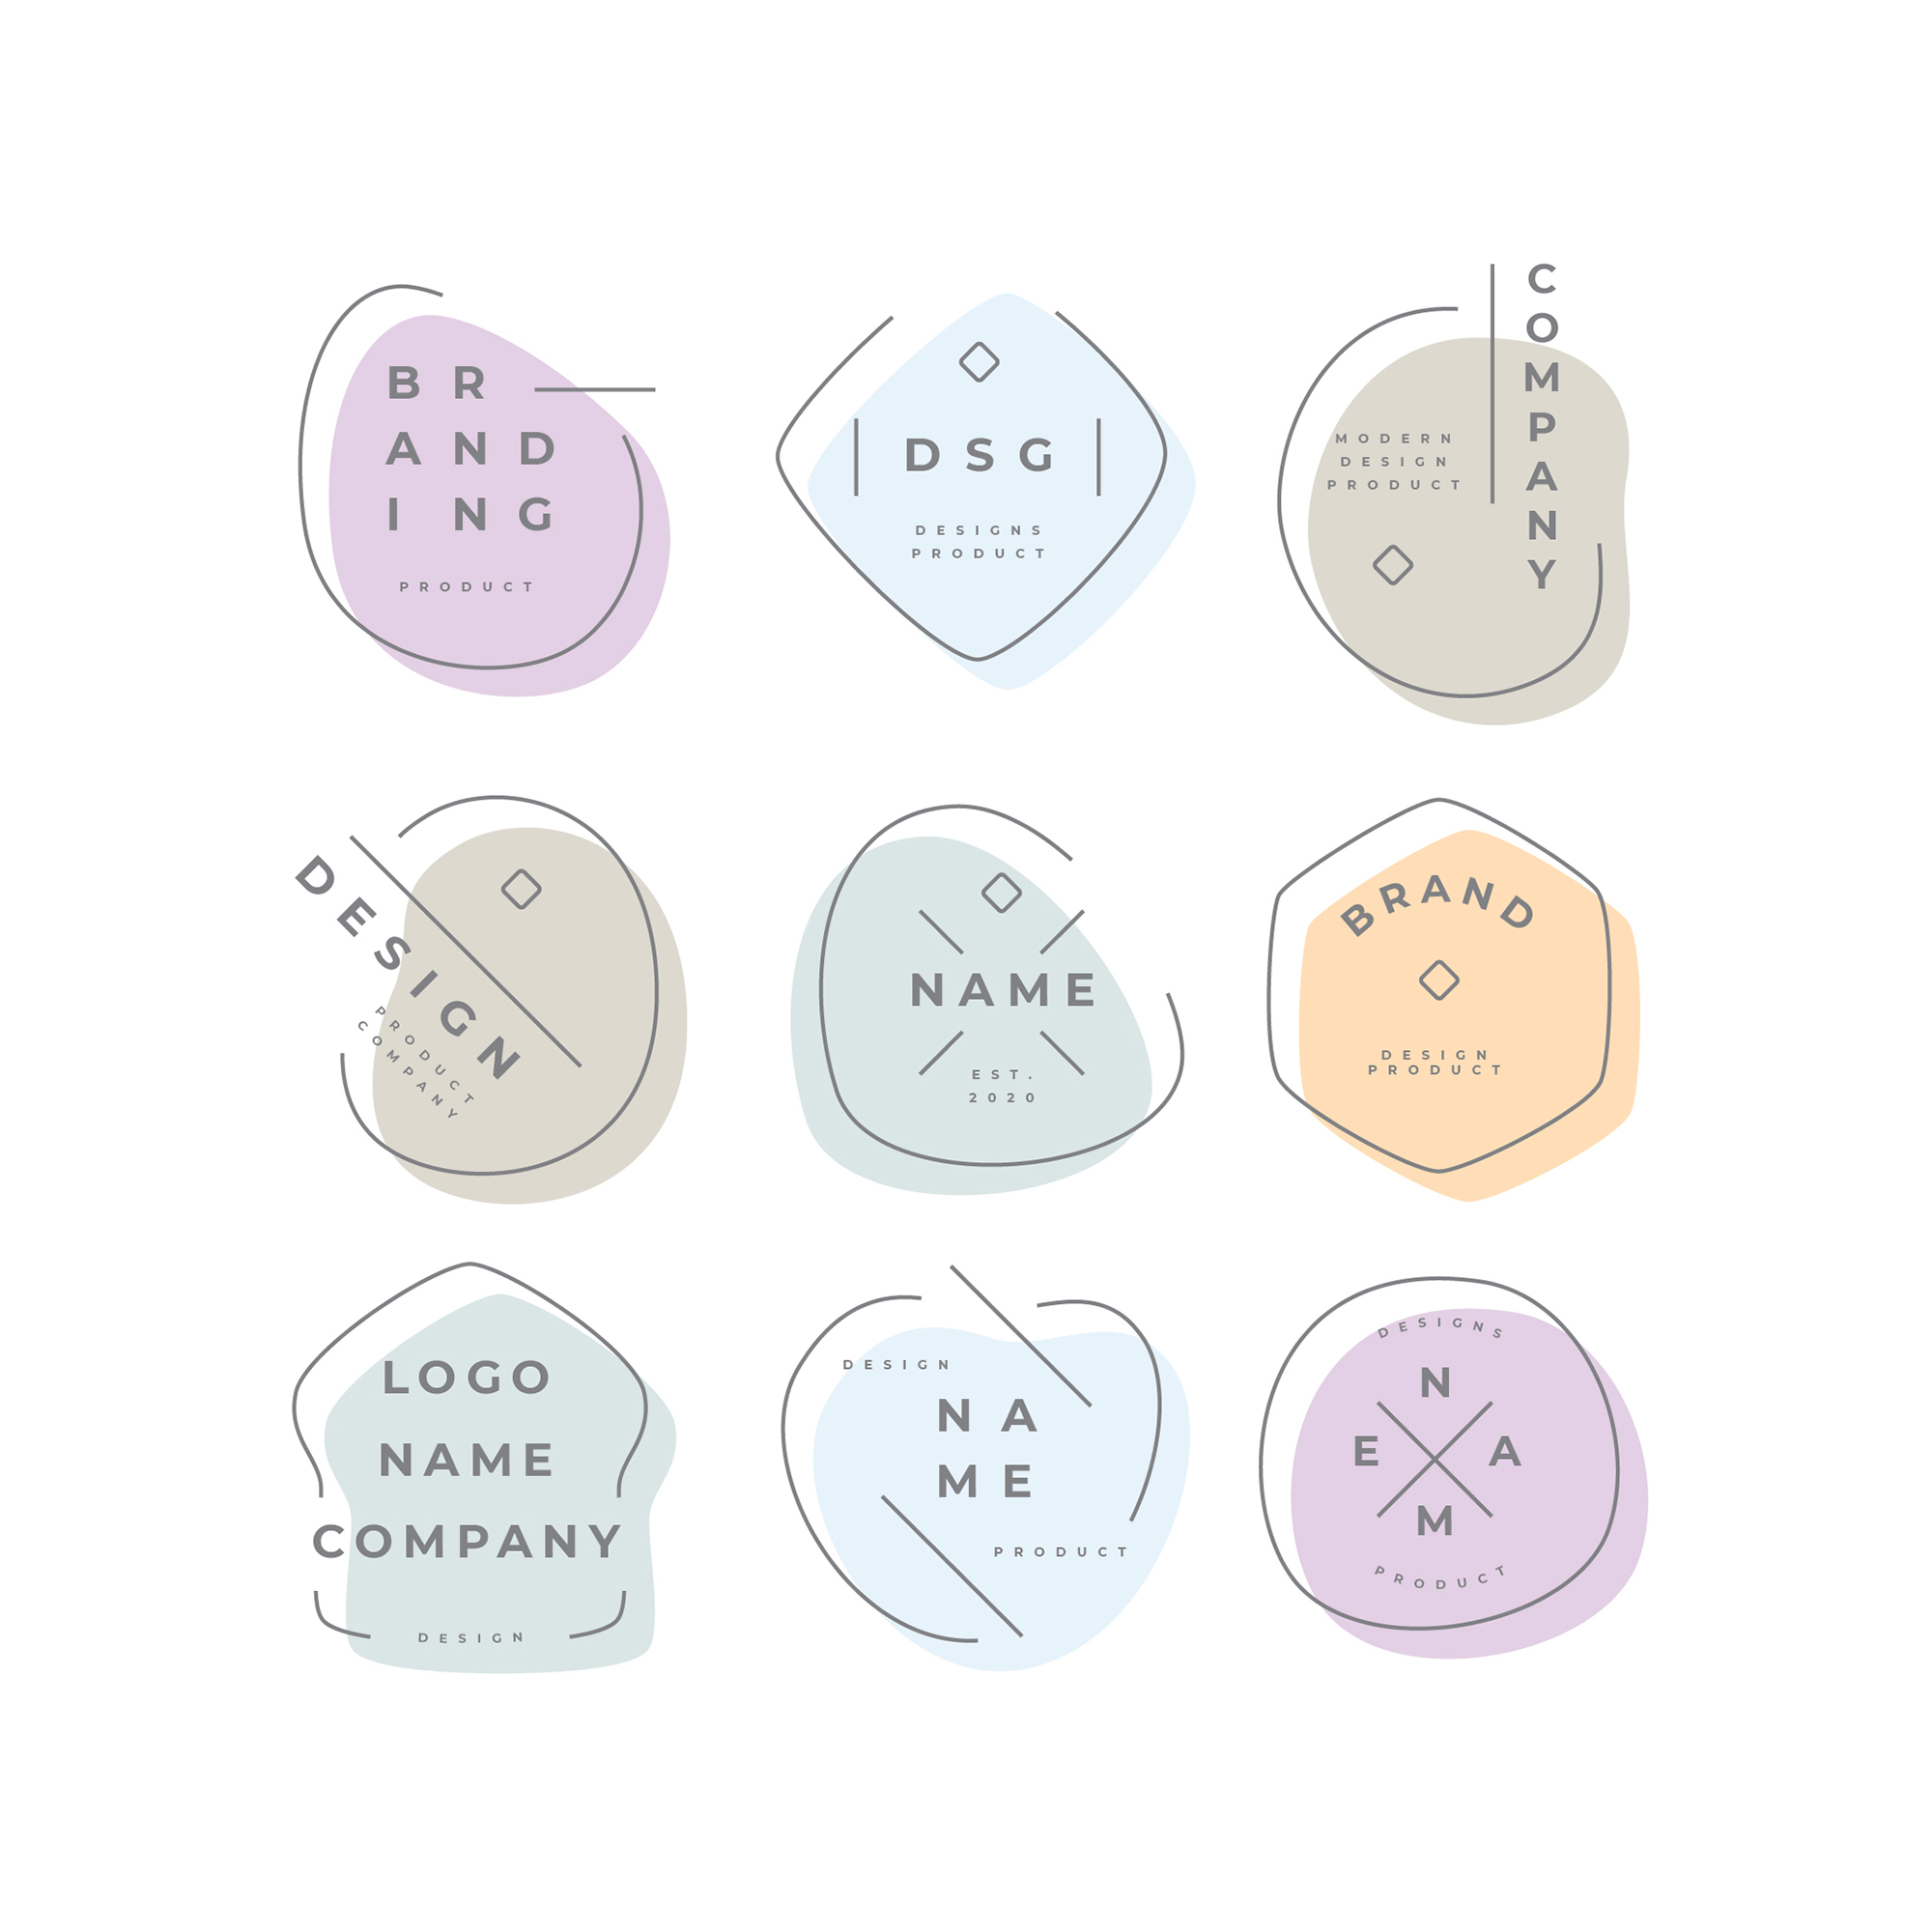 BR
AND
ING
PRODUCT
DSG
DESIGNS
PRODUCT
COMPANY
MODERN
DESIGN
PRODUCT
DESIGN
PRODUCT
COMPANY
NAME
EST.
2020
BRAND
DESIGN
PRODUCT
LOGO
NAME
COMPANY
DESIGN
DESIGN
NA
ME
PRODUCT
DESIGNS
N
E A
M
PRODUCT